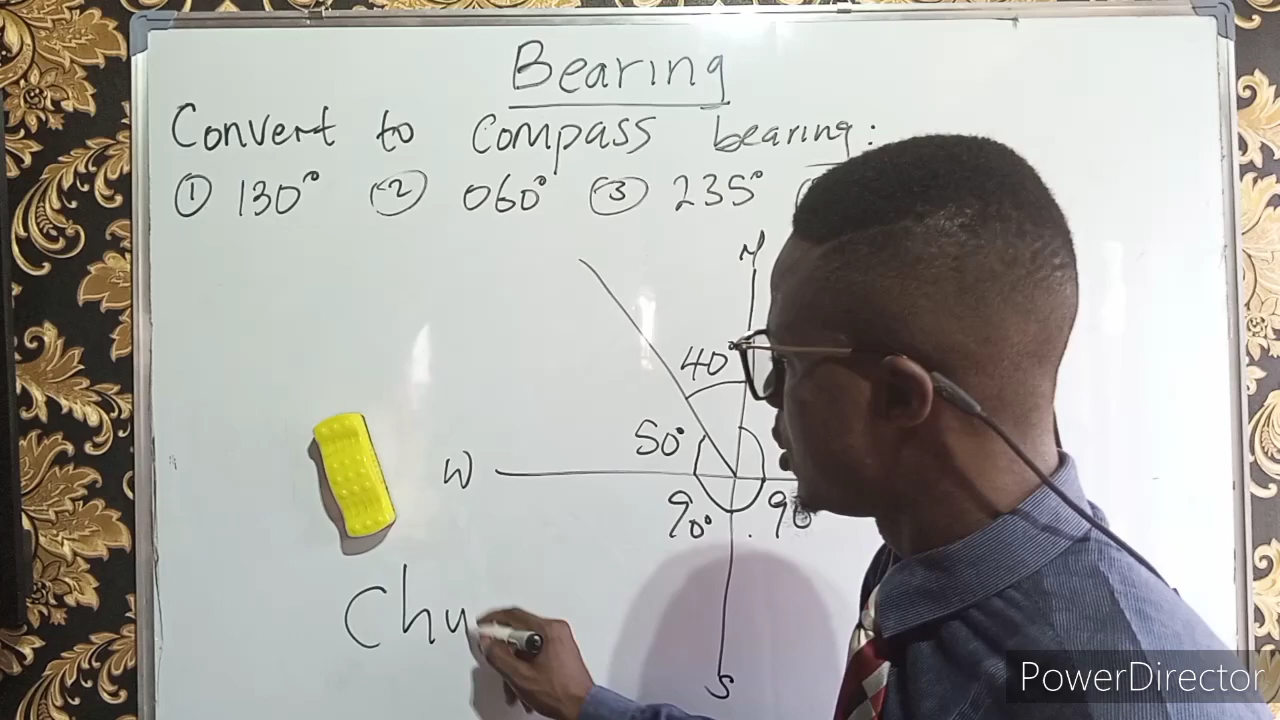 Bearing
Convert to compass bearing:
① 130° ② 060° ③ 235°
N
40°
50°
W
90° 90
Chu
S
PowerDirector